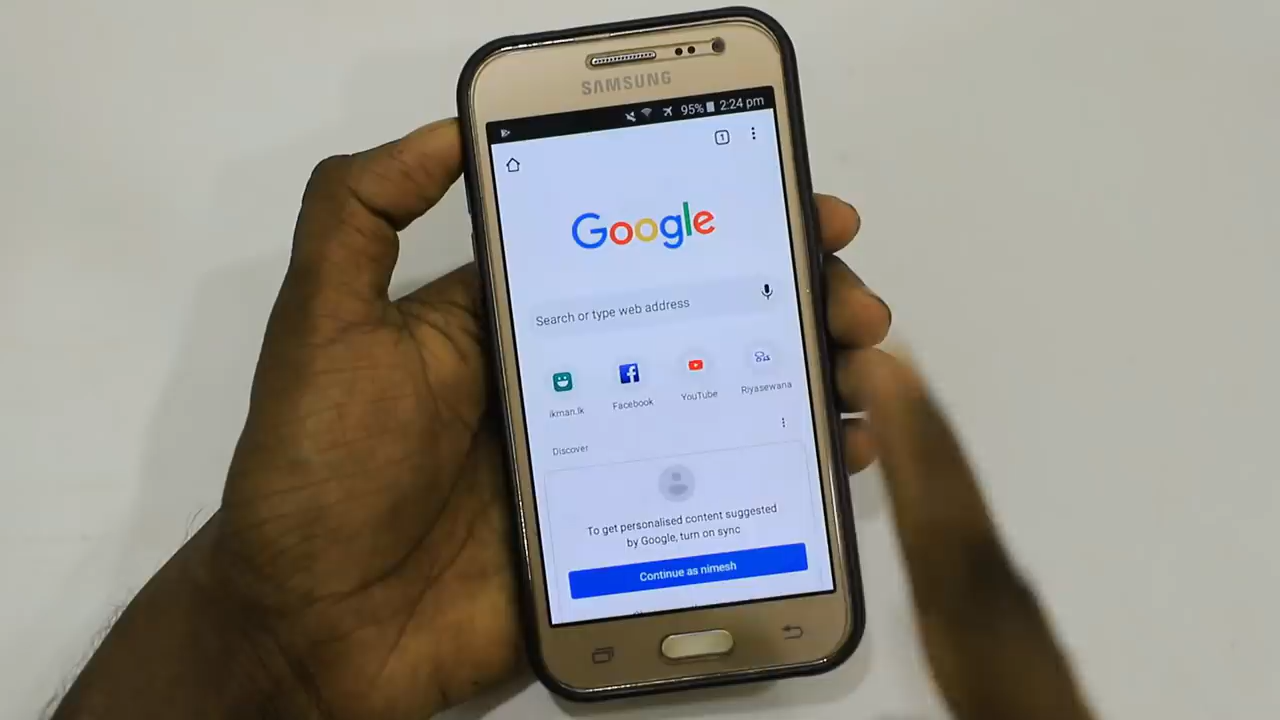 SAMSUNG
95% 2:24 pm
1
Google
Search or type web address
ikman.lk Facebook YouTube Riyasewana
Discover
To get personalised content suggested
by Google, turn on sync
Continue as nimesh